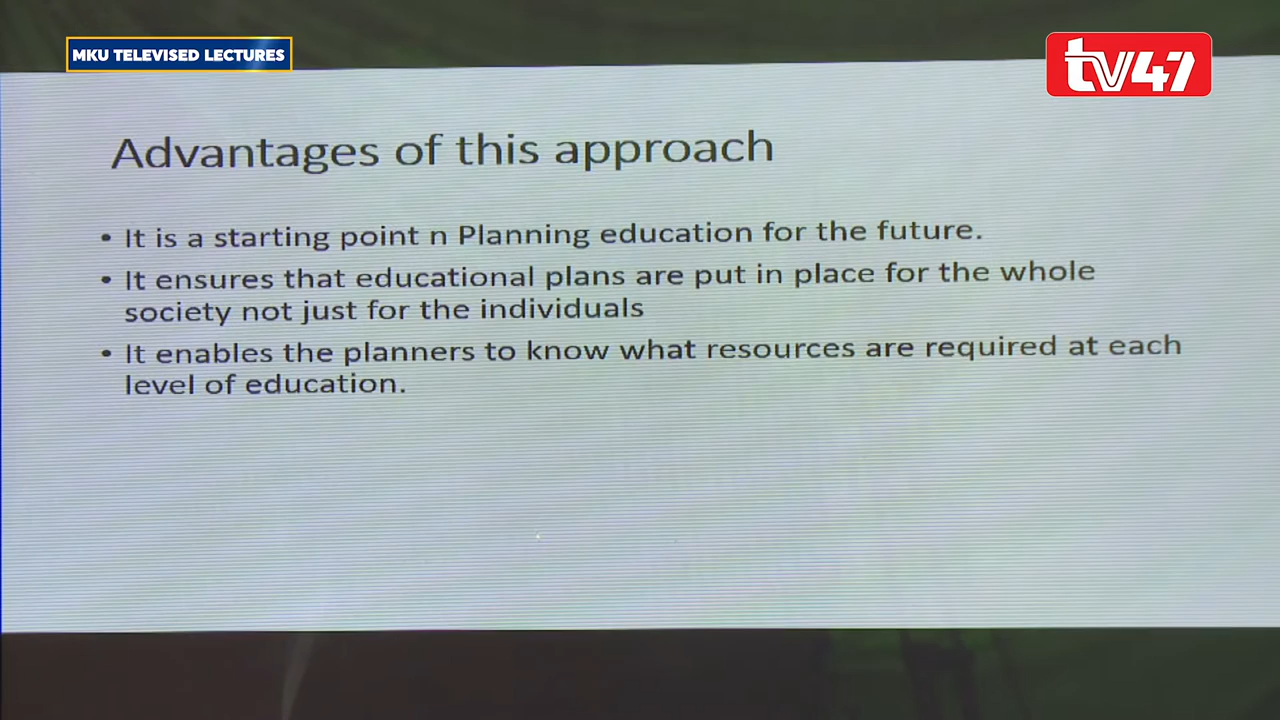 MKU TELEVISED LECTURES
tv47
Advantages of this approach
• It is a starting point n Planning education for the future.
• It ensures that educational plans are put in place for the whole
society not just for the individuals
• It enables the planners to know what resources are required at each
level of education.